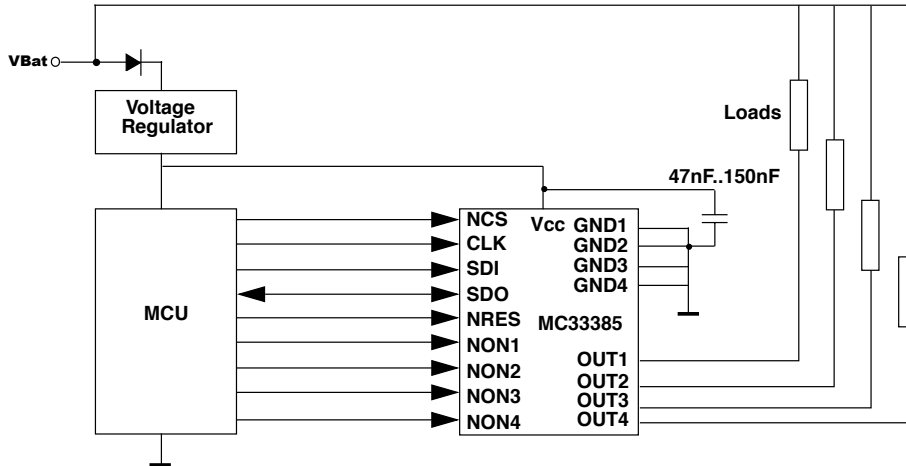 VBat
Voltage
Regulator
Loads
47nF..150nF
MCU
NCS
CLK
SDI
SDO
NRES
NON1
NON2
NON3
NON4
Vcc
GND1
GND2
GND3
GND4
MC33385
OUT1
OUT2
OUT3
OUT4